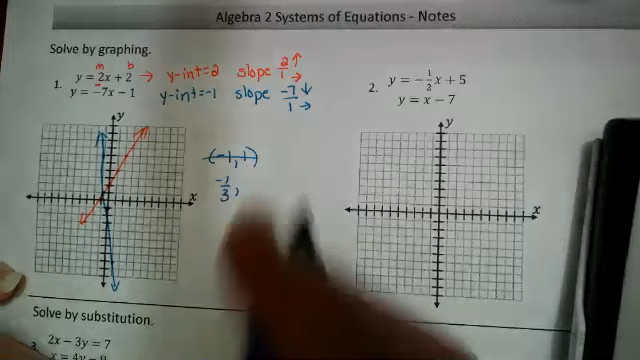 Algebra 2 Systems of Equations - Notes
Solve by graphing.
m b
1. y = 2x + 2 → y-int=2 slope 2/1 ↑ →
y = -7x - 1 y-int=-1 slope -7/1 ↓ →
2. y = -1/2x + 5
y = x - 7
y
x
(-1, 1)
-1/3,
y
x
Solve by substitution.
3. 2x - 3y = 7
x = 4y - 9